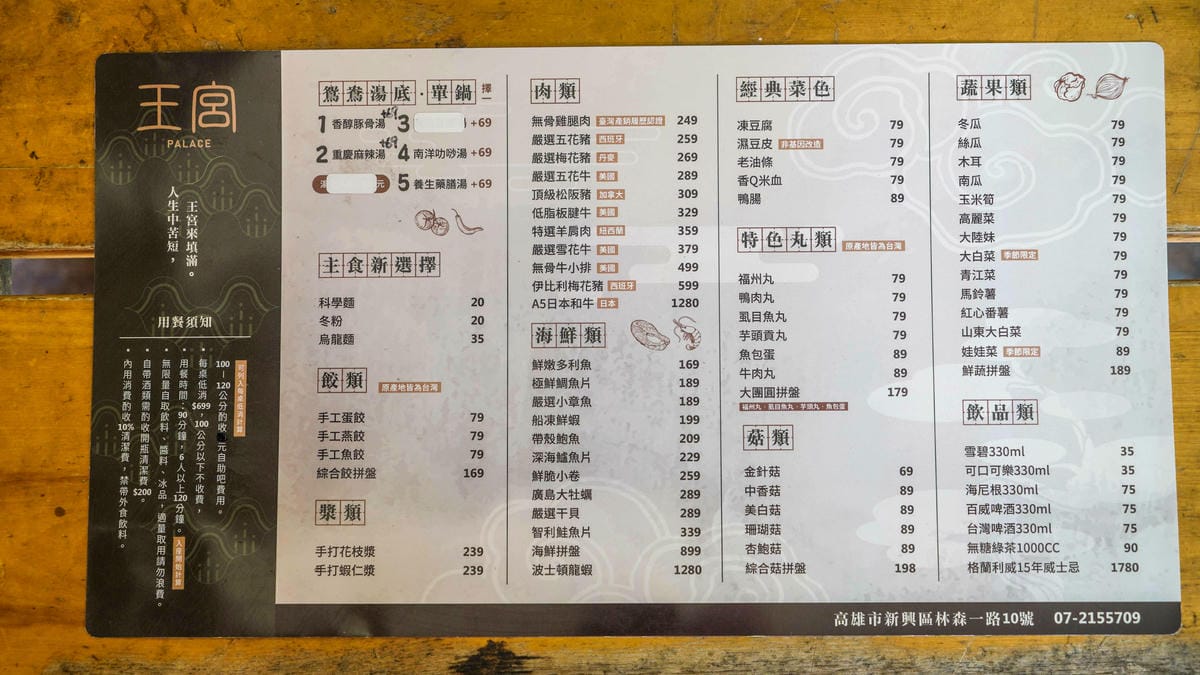 王宮
PALACE
王宮來填滿。
人生中苦短，
用餐須知
可列入每桌低消計算
100－120公分酌收 元自助吧費用。
• 每桌低消$699，100公分以下不收費，
• 用餐時間：90分鐘，6人以上120分鐘。入座開始計算
• 無限量自取飲料、醬料、冰品，適量取用請勿浪費。
• 自帶酒類需酌收開瓶清潔費$200。
• 內用消費酌收10%清潔費，禁帶外食飲料。
鴛鴦湯底·單鍋 擇一
1 香醇豚骨湯 +69 3 +69
2 重慶麻辣湯 +69 4 南洋叻吵湯 +69
湯 元 5 養生藥膳湯 +69
主食新選擇
科學麵 20
冬粉 20
烏龍麵 35
餃類 原產地皆為台灣
手工蛋餃 79
手工燕餃 79
手工魚餃 79
綜合餃拼盤 169
漿類
手打花枝漿 239
手打蝦仁漿 239
肉類
無骨雞腿肉 臺灣產銷履歷認證 249
嚴選五花豬 西班牙 259
嚴選梅花豬 丹麥 269
嚴選五花牛 美國 289
頂級松阪豬 加拿大 309
低脂板腱牛 美國 329
特選羊肩肉 紐西蘭 359
嚴選雪花牛 美國 379
無骨牛小排 美國 499
伊比利梅花豬 西班牙 599
A5日本和牛 日本 1280
海鮮類
鮮嫩多利魚 169
極鮮鯛魚片 189
嚴選小章魚 189
船凍鮮蝦 199
帶殼鮑魚 209
深海鱸魚片 229
鮮脆小卷 259
廣島大牡蠣 289
嚴選干貝 289
智利鮭魚片 339
海鮮拼盤 899
波士頓龍蝦 1280
經典菜色
凍豆腐 79
濕豆皮 非基因改造 79
老油條 79
香Q米血 79
鴨腸 89
特色丸類 原產地皆為台灣
福州丸 79
鴨肉丸 79
虱目魚丸 79
芋頭貢丸 79
魚包蛋 89
牛肉丸 89
大團圓拼盤 179
福州丸、虱目魚丸、芋頭丸、魚包蛋
菇類
金針菇 69
中香菇 89
美白菇 89
珊瑚菇 89
杏鮑菇 89
綜合菇拼盤 198
蔬果類
冬瓜 79
絲瓜 79
木耳 79
南瓜 79
玉米筍 79
高麗菜 79
大陸妹 79
大白菜 季節限定 79
青江菜 79
馬鈴薯 79
紅心番薯 79
山東大白菜 79
娃娃菜 季節限定 89
鮮蔬拼盤 189
飲品類
雪碧330ml 35
可口可樂330ml 35
海尼根330ml 75
百威啤酒330ml 75
台灣啤酒330ml 75
無糖綠茶1000CC 90
格蘭利威15年威士忌 1780
高雄市新興區林森一路10號 07-2155709